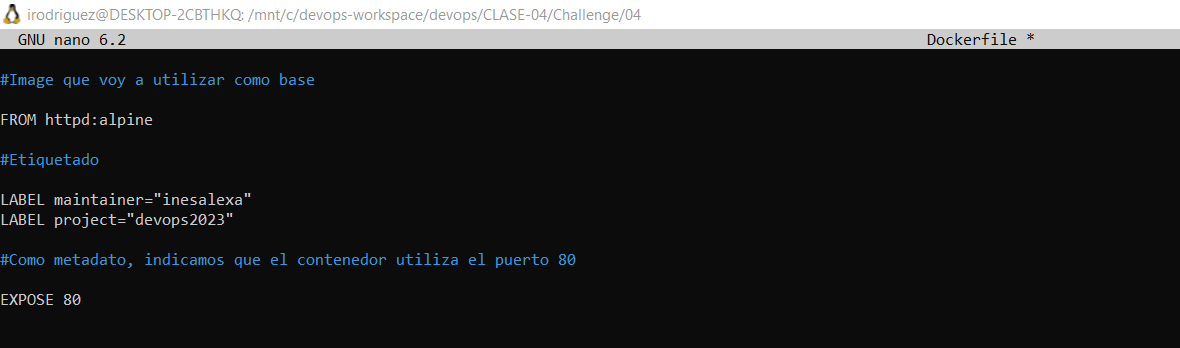 irodriguez@DESKTOP-2CBTHKQ: /mnt/c/devops-workspace/devops/CLASE-04/Challenge/04
GNU nano 6.2 Dockerfile *
#Image que voy a utilizar como base
FROM httpd:alpine
#Etiquetado
LABEL maintainer="inesalexa"
LABEL project="devops2023"
#Como metadato, indicamos que el contenedor utiliza el puerto 80
EXPOSE 80